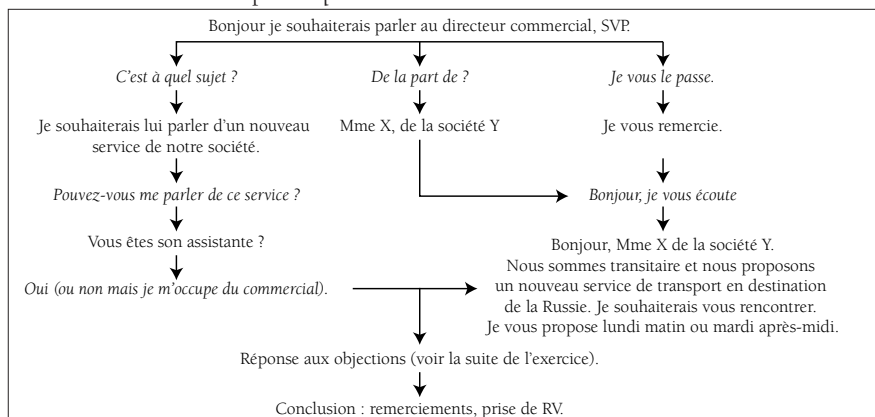 Bonjour je souhaiterais parler au directeur commercial, SVP.
C'est à quel sujet ?
De la part de ?
Je vous le passe.
Je souhaiterais lui parler d'un nouveau
service de notre société.
Mme X, de la société Y
Je vous remercie.
Pouvez-vous me parler de ce service ?
Bonjour, je vous écoute
Vous êtes son assistante ?
Oui (ou non mais je m'occupe du commercial).
Bonjour, Mme X de la société Y.
Nous sommes transitaire et nous proposons
un nouveau service de transport en destination
de la Russie. Je souhaiterais vous rencontrer.
Je vous propose lundi matin ou mardi après-midi.
Réponse aux objections (voir la suite de l'exercice).
Conclusion : remerciements, prise de RV.